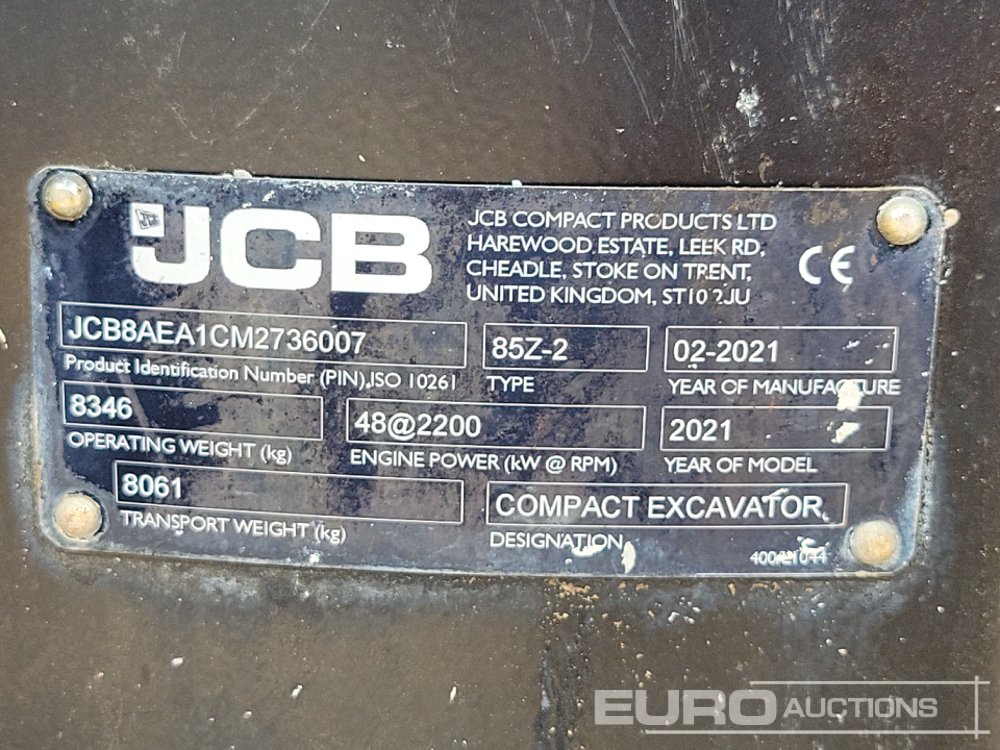 JCB
JCB COMPACT PRODUCTS LTD
HAREWOOD ESTATE, LEEK RD,
CHEADLE, STOKE ON TRENT,
UNITED KINGDOM, ST10 2JU
CE
JCB8AEA1CM2736007
Product Identification Number (PIN),ISO 10261
85Z-2
TYPE
02-2021
YEAR OF MANUFACTURE
8346
OPERATING WEIGHT (kg)
48@2200
ENGINE POWER (kW @ RPM)
2021
YEAR OF MODEL
8061
TRANSPORT WEIGHT (kg)
COMPACT EXCAVATOR
DESIGNATION
EURO AUCTIONS